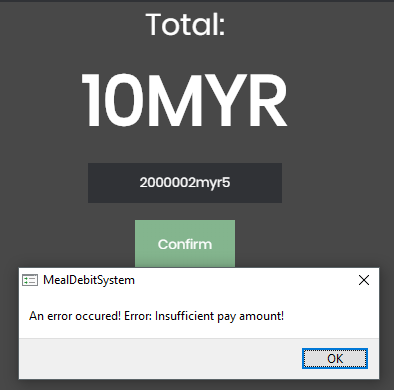 Total:
10MYR
2000002myr5
Confirm
MealDebitSystem
An error occured! Error: Insufficient pay amount!
OK